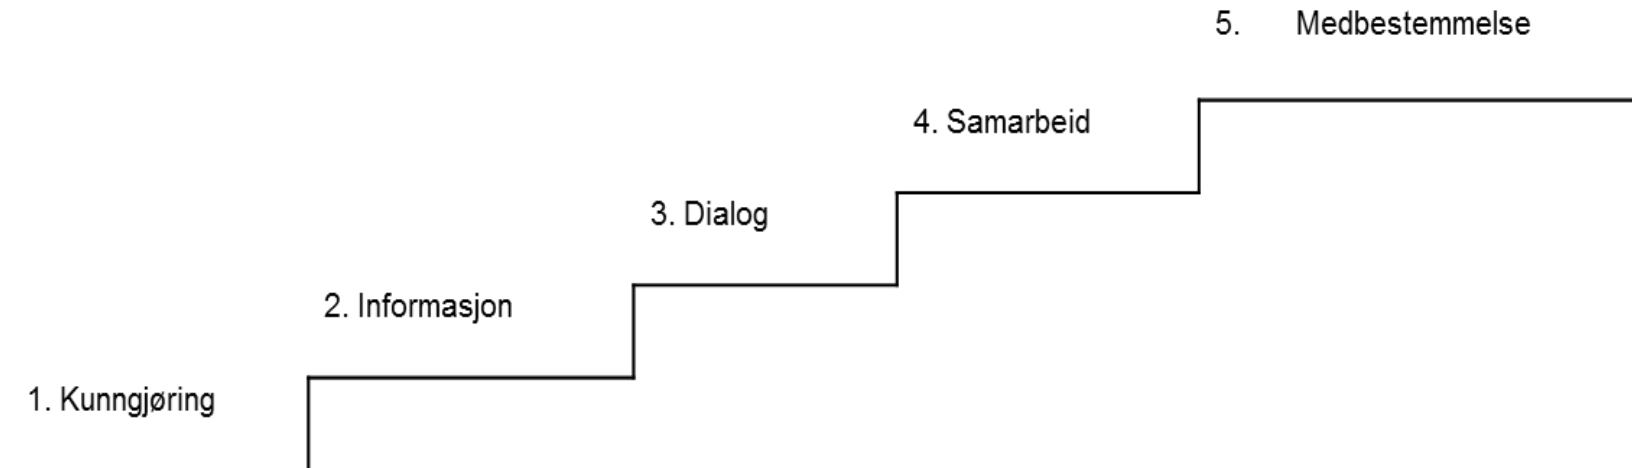 5. Medbestemmelse
4. Samarbeid
3. Dialog
2. Informasjon
1. Kunngjøring